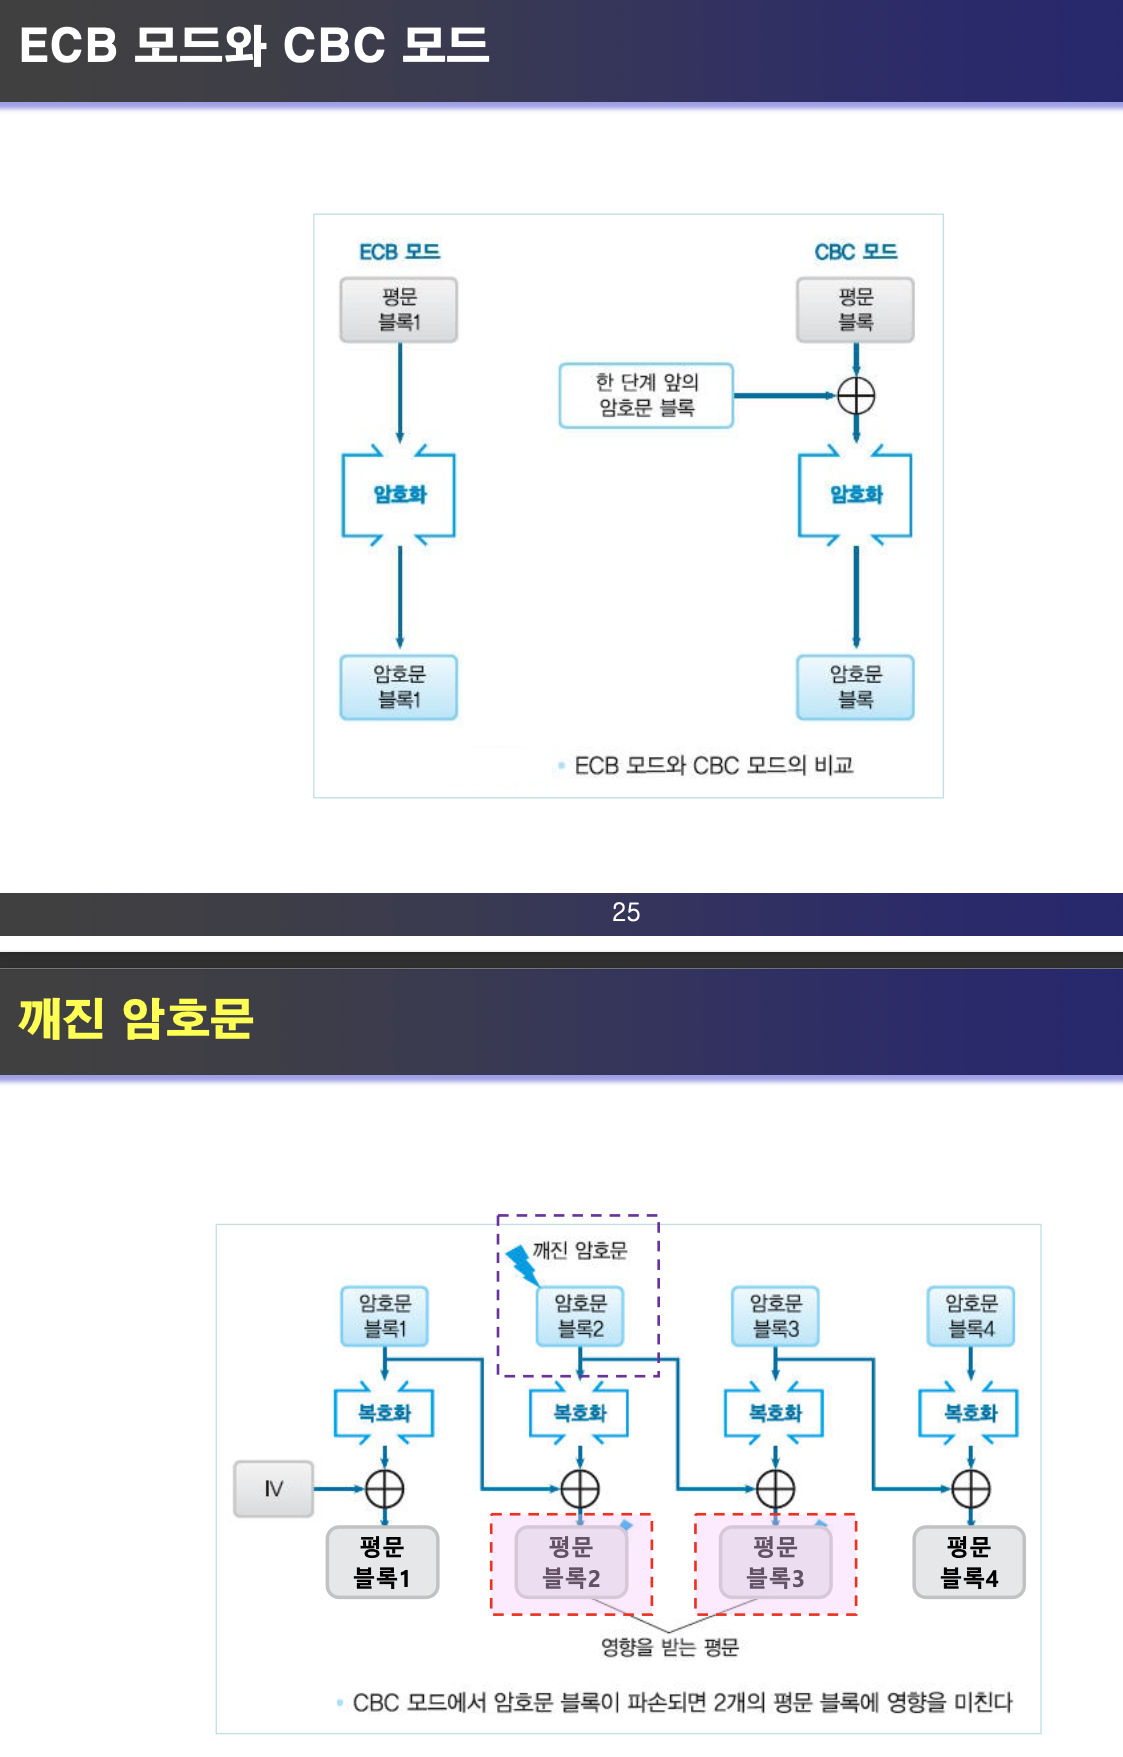 ECB 모드와 CBC 모드
ECB 모드
CBC 모드
평문
블록1
평문
블록
한 단계 앞의
암호문 블록
암호화
암호화
암호문
블록1
암호문
블록
• ECB 모드와 CBC 모드의 비교
25
깨진 암호문
깨진 암호문
암호문
블록1
암호문
블록2
암호문
블록3
암호문
블록4
복호화
복호화
복호화
복호화
IV
평문
블록1
평문
블록2
평문
블록3
평문
블록4
영향을 받는 평문
• CBC 모드에서 암호문 블록이 파손되면 2개의 평문 블록에 영향을 미친다